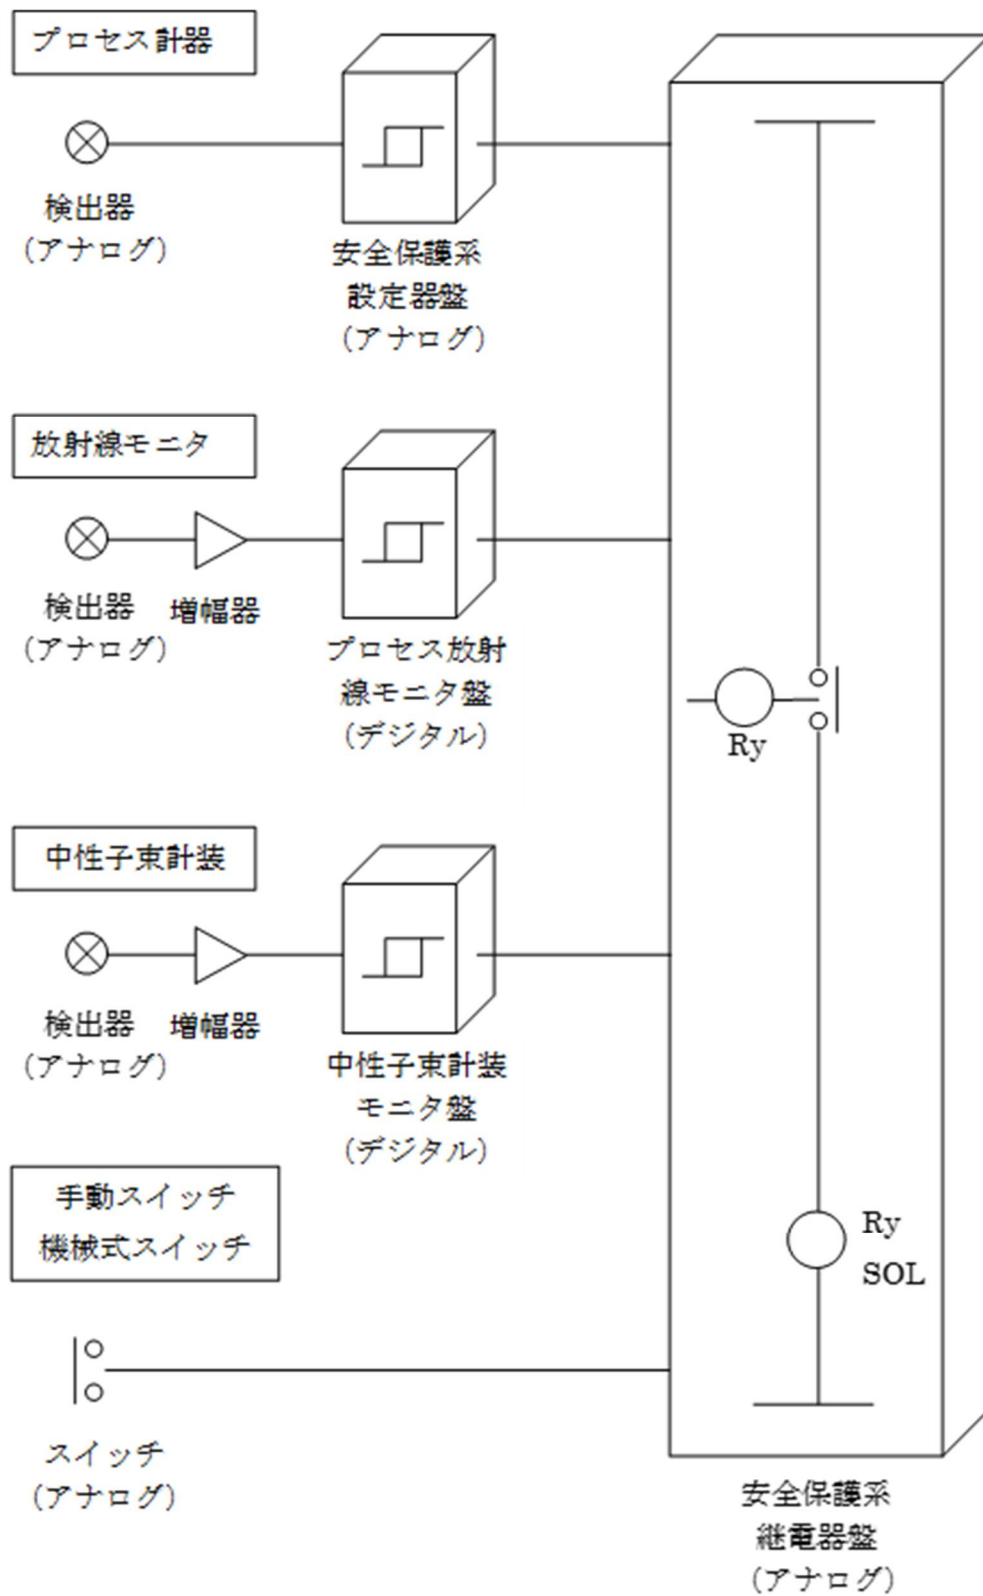 プロセス計器
検出器
(アナログ)
安全保護系
設定器盤
(アナログ)
放射線モニタ
検出器
(アナログ)
増幅器
プロセス放射
線モニタ盤
(デジタル)
Ry
中性子束計装
検出器
(アナログ)
増幅器
中性子束計装
モニタ盤
(デジタル)
手動スイッチ
機械式スイッチ
Ry
SOL
スイッチ
(アナログ)
安全保護系
継電器盤
(アナログ)